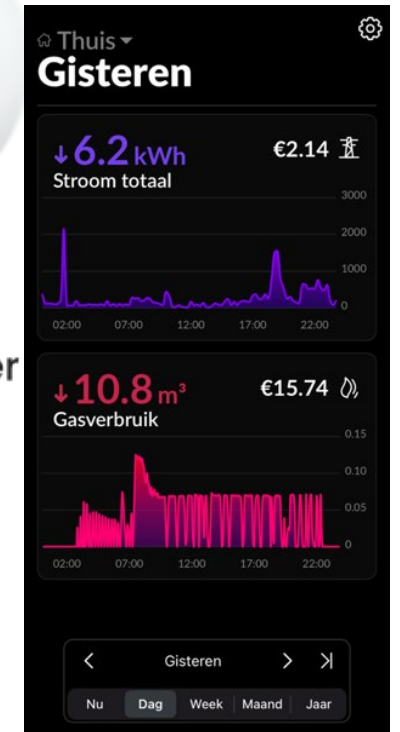 Thuis
Gisteren
↓6.2 kWh
€2.14
Stroom totaal
3000
2000
1000
0
02:00 07:00 12:00 17:00 22:00
er
↓10.8 m³
€15.74
Gasverbruik
0.15
0.10
0.05
0
02:00 07:00 12:00 17:00 22:00
Gisteren
Nu Dag Week Maand Jaar